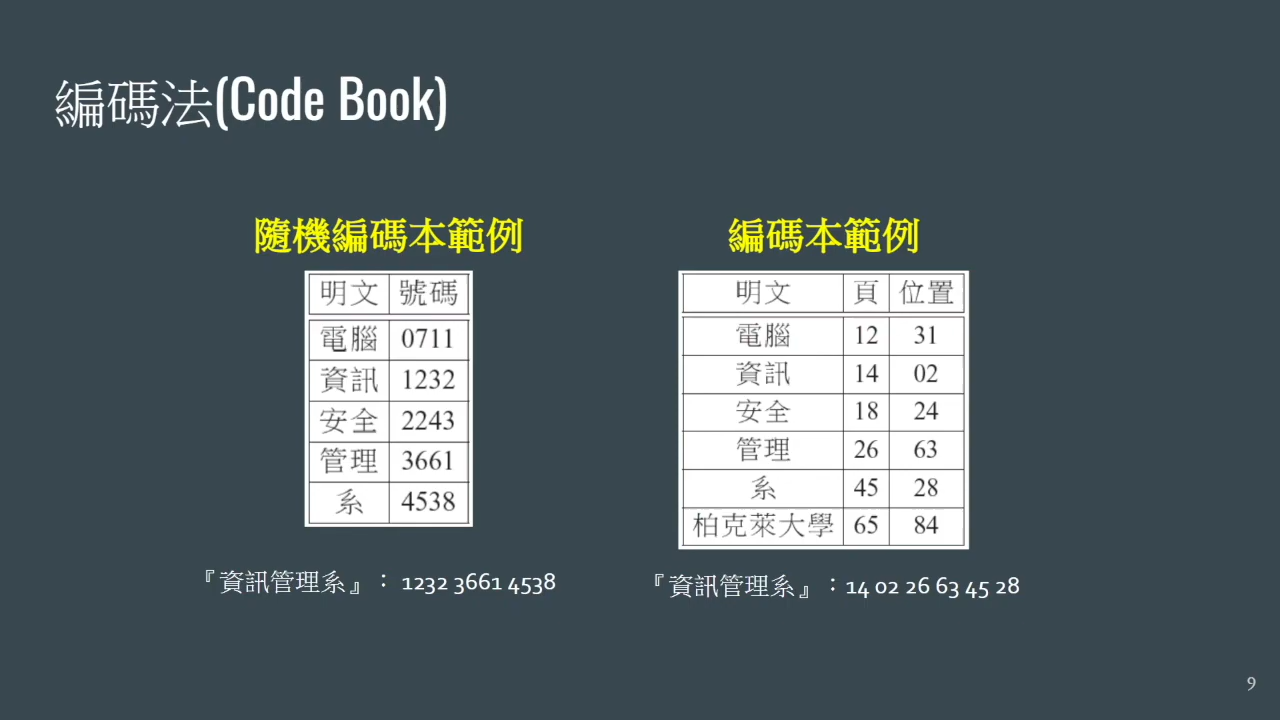 編碼法(Code Book)
隨機編碼本範例
明文 號碼
電腦 0711
資訊 1232
安全 2243
管理 3661
系 4538
『資訊管理系』： 1232 3661 4538
編碼本範例
明文 頁 位置
電腦 12 31
資訊 14 02
安全 18 24
管理 26 63
系 45 28
柏克萊大學 65 84
『資訊管理系』：14 02 26 63 45 28
9